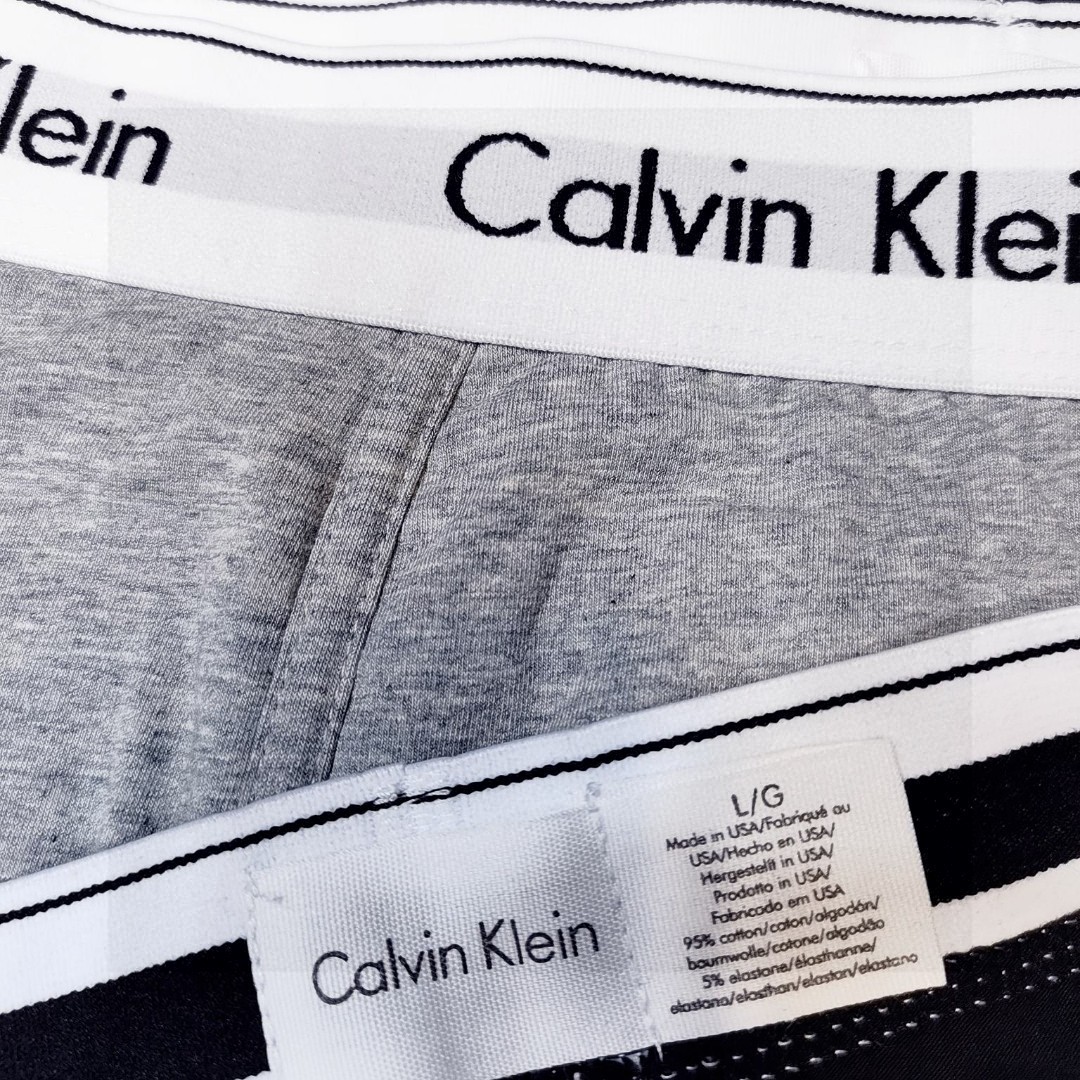 Klein
Calvin Klei
Calvin Klein
L/G
Made in USA/Fabriqué au
USA/Hecho en USA/
Hergestellt in USA/
Prodotto in USA/
Fabricado em USA
95% cotton/coton/algodón/
baumwolle/cotone/algodão
5% elastane/élasthanne/
elastano/elasthan/elastan/elastano